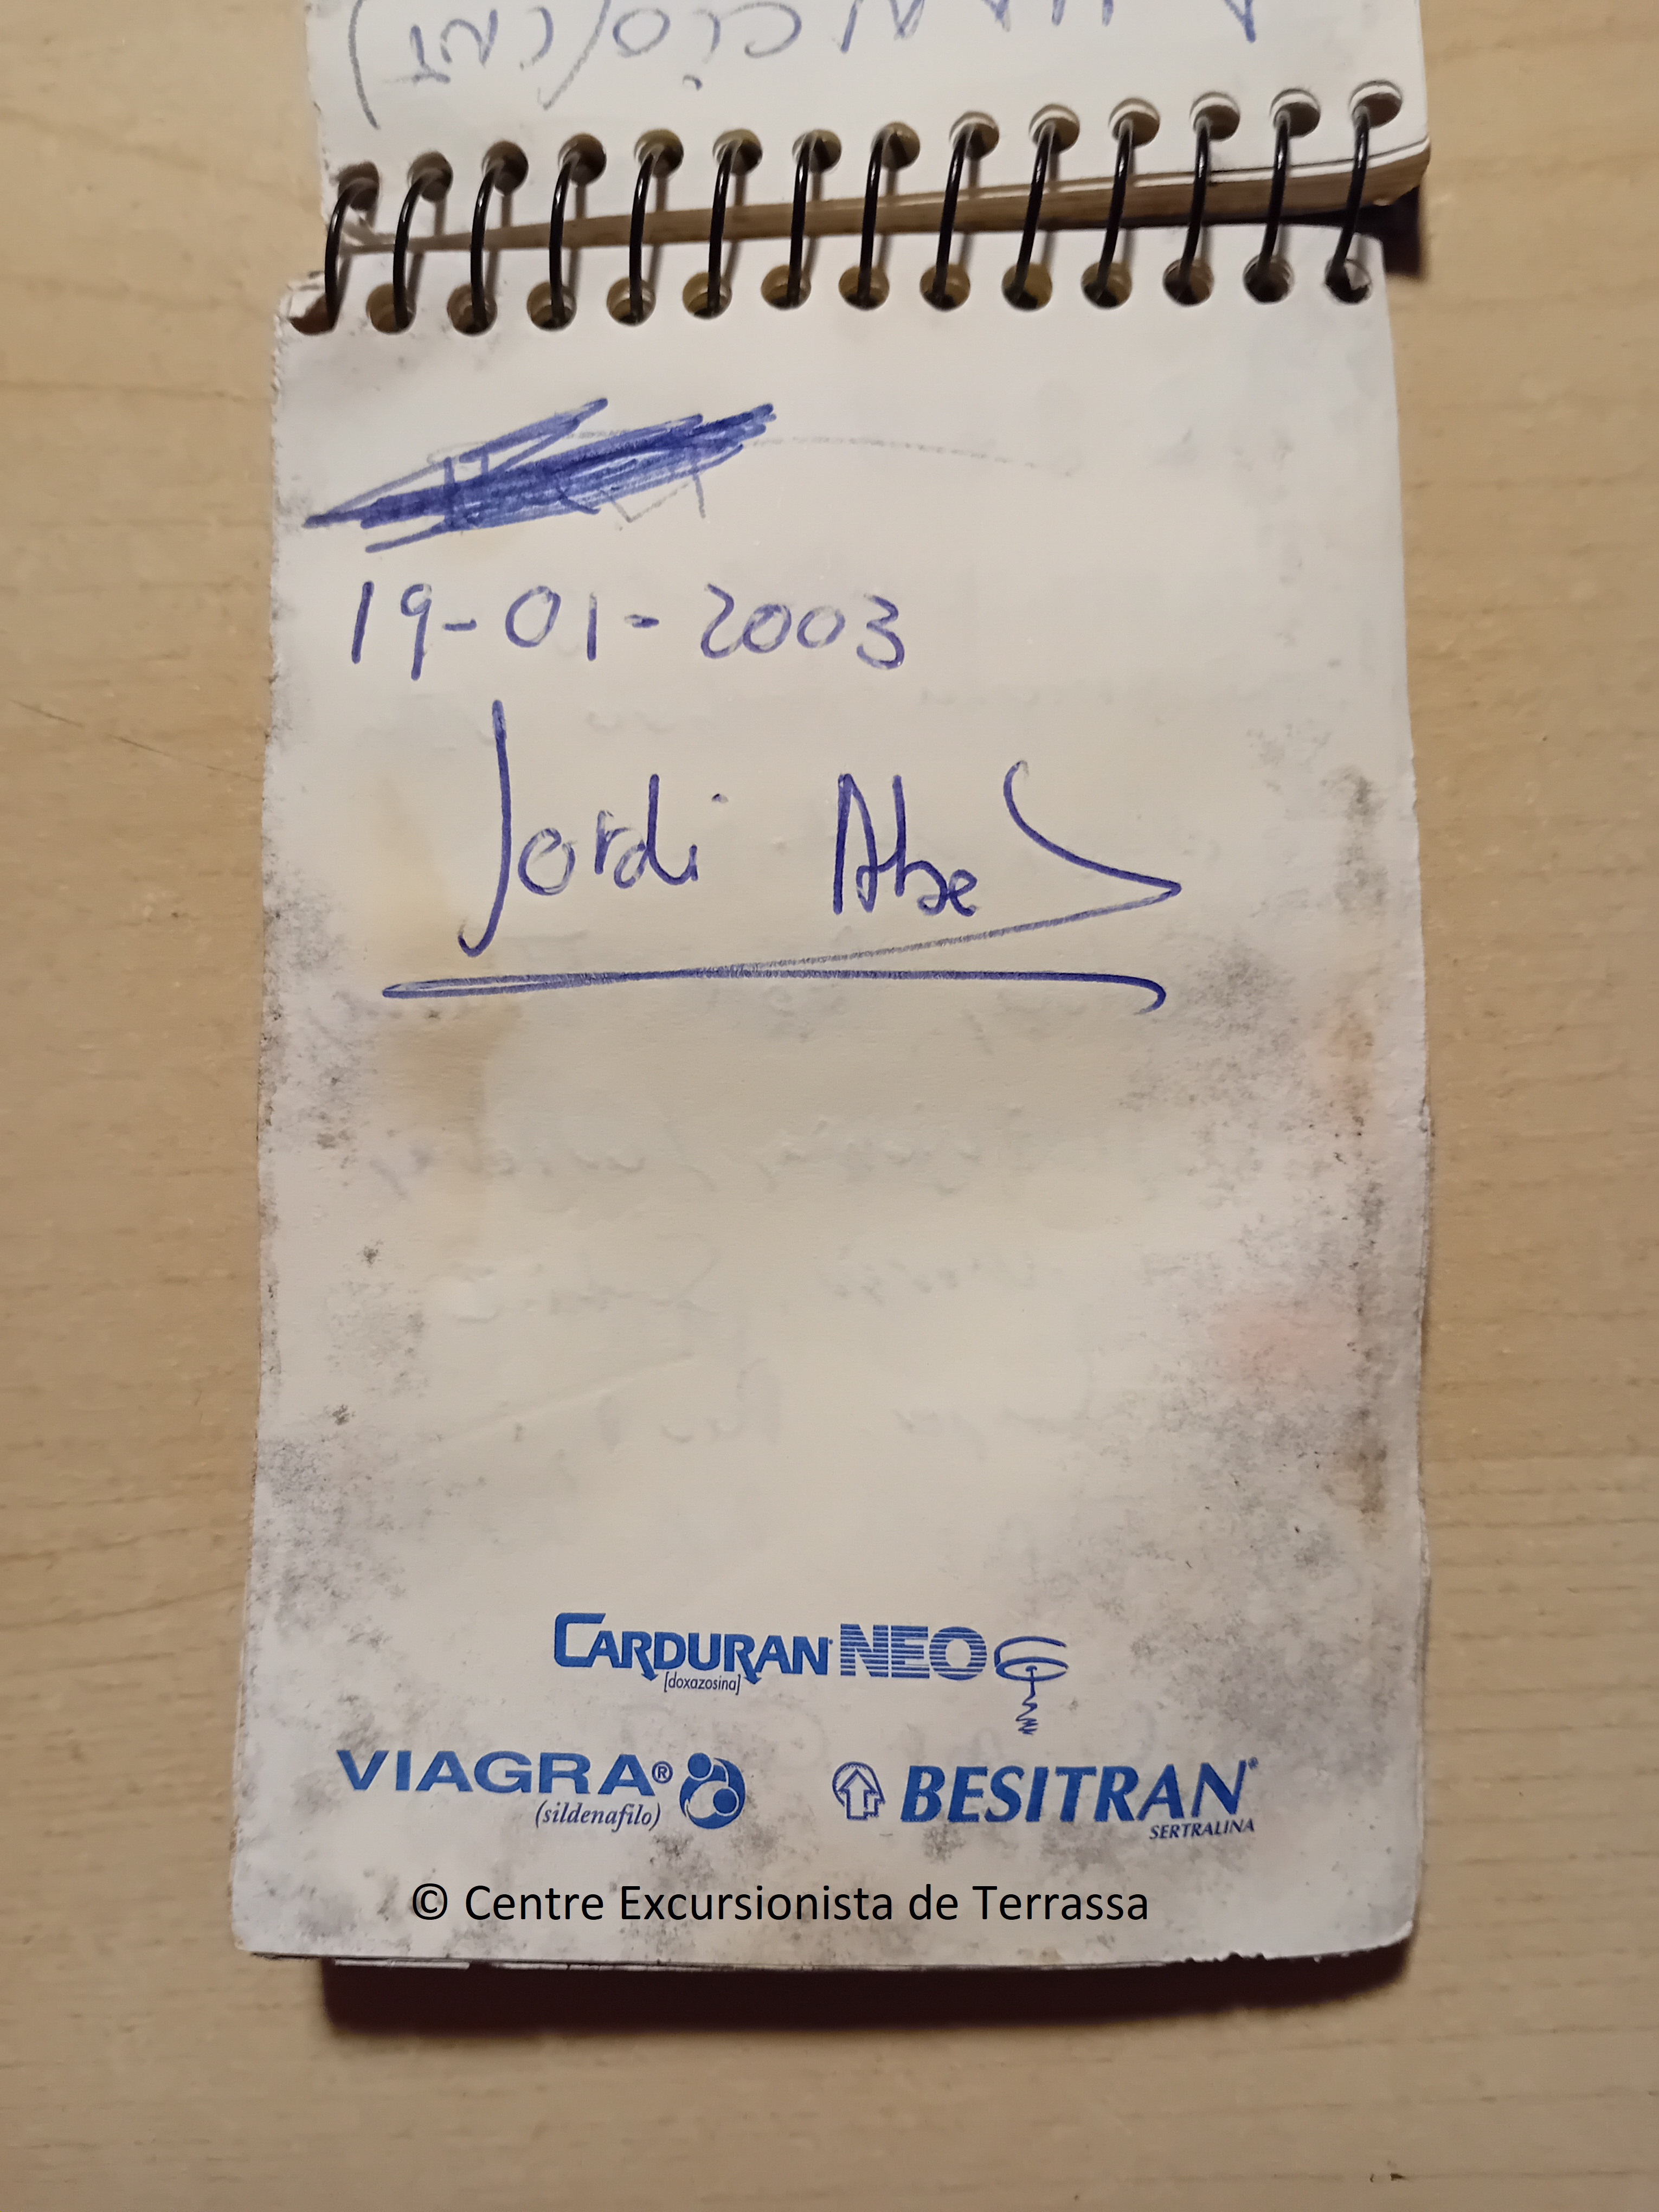 19-01-2003
Jordi Abe
CARDURAN NEO
[doxazosina]
VIAGRA®
(sildenafilo)
BESITRAN®
SERTRALINA
© Centre Excursionista de Terrassa